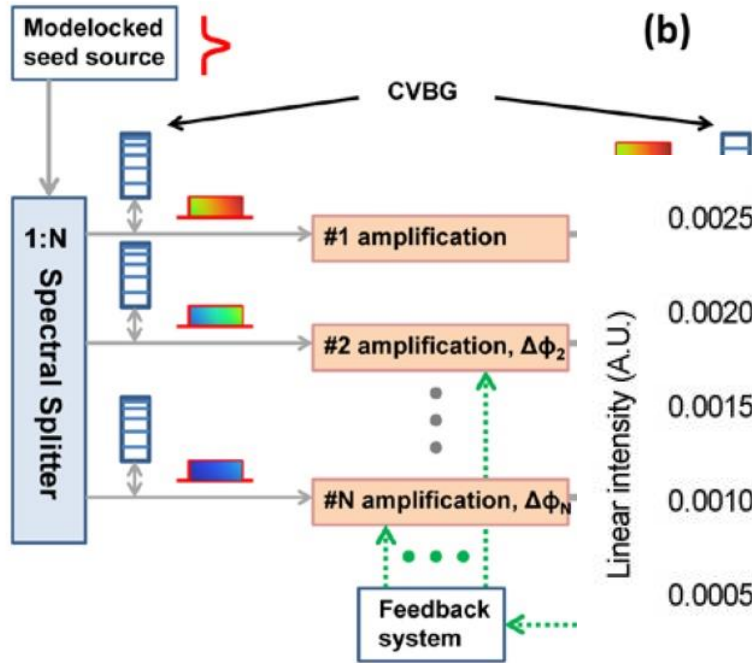 Modelocked
seed source
(b)
CVBG
1:N
Spectral Splitter
#1 amplification
#2 amplification, Δϕ₂
#N amplification, Δϕ_N
Feedback
system
Linear intensity (A.U.)
0.0025
0.0020
0.0015
0.0010
0.0005